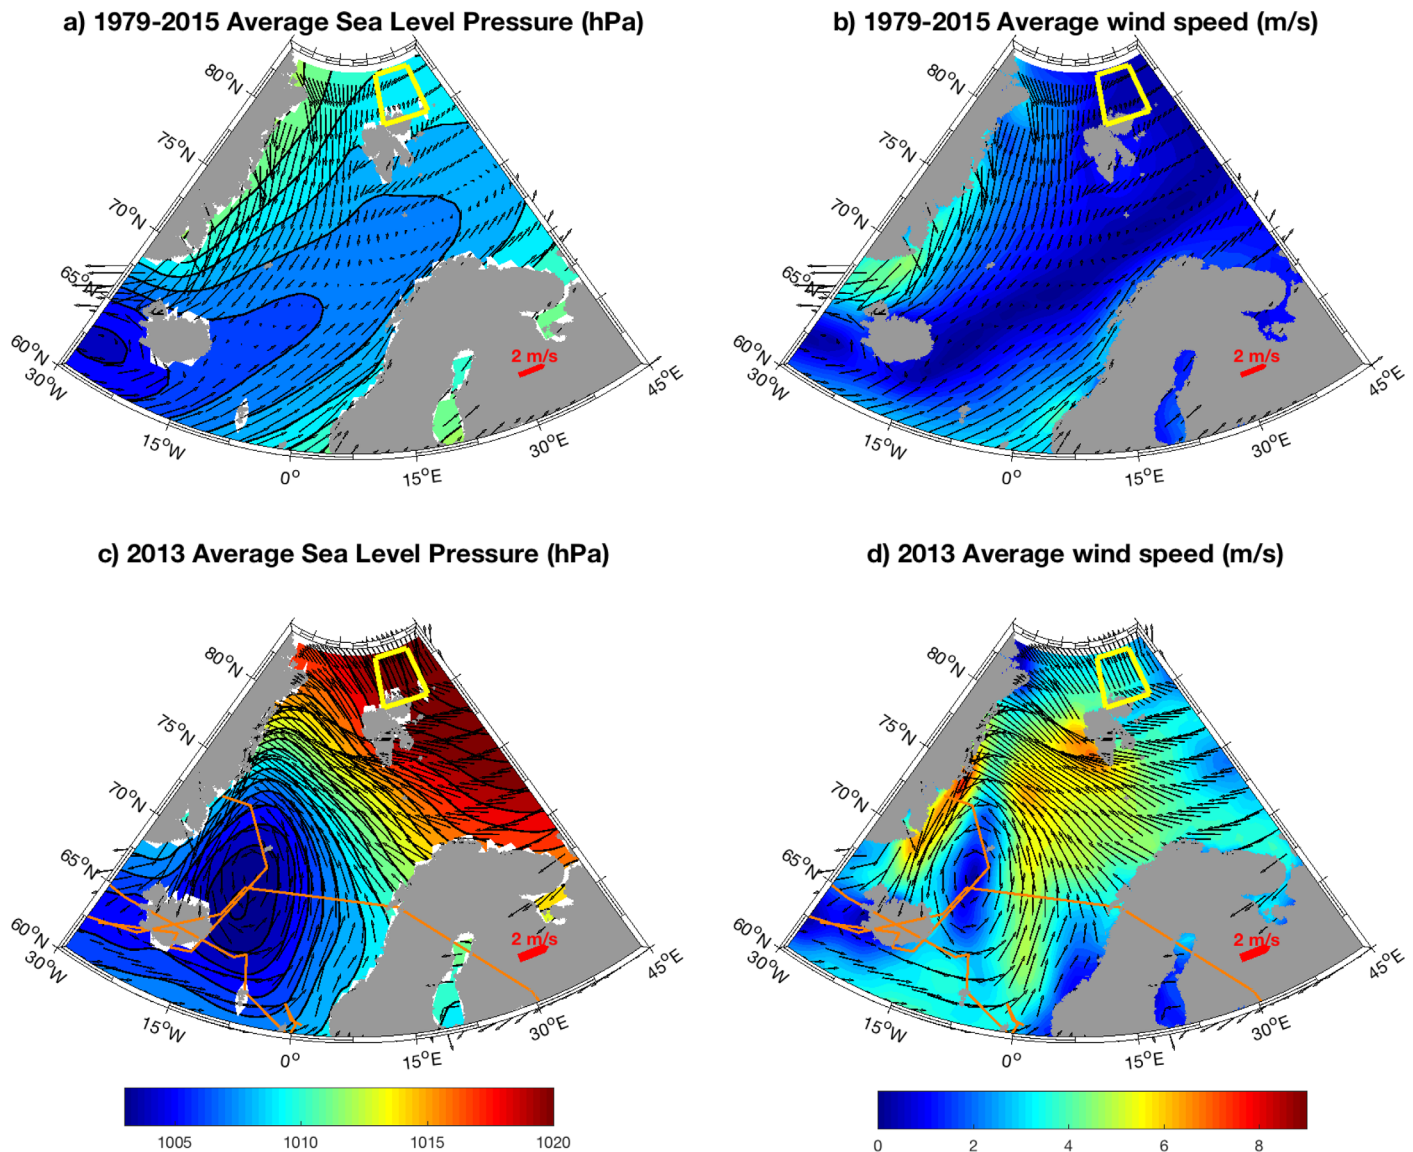 a) 1979-2015 Average Sea Level Pressure (hPa)
80°N
75°N
70°N
65°N
60°N
30°W
15°W
0°
15°E
30°E
45°E
2 m/s
b) 1979-2015 Average wind speed (m/s)
80°N
75°N
70°N
65°N
60°N
30°W
15°W
0°
15°E
30°E
45°E
2 m/s
c) 2013 Average Sea Level Pressure (hPa)
80°N
75°N
70°N
65°N
60°N
30°W
15°W
0°
15°E
30°E
45°E
2 m/s
1005 1010 1015 1020
d) 2013 Average wind speed (m/s)
80°N
75°N
70°N
65°N
60°N
30°W
15°W
0°
15°E
30°E
45°E
2 m/s
0 2 4 6 8